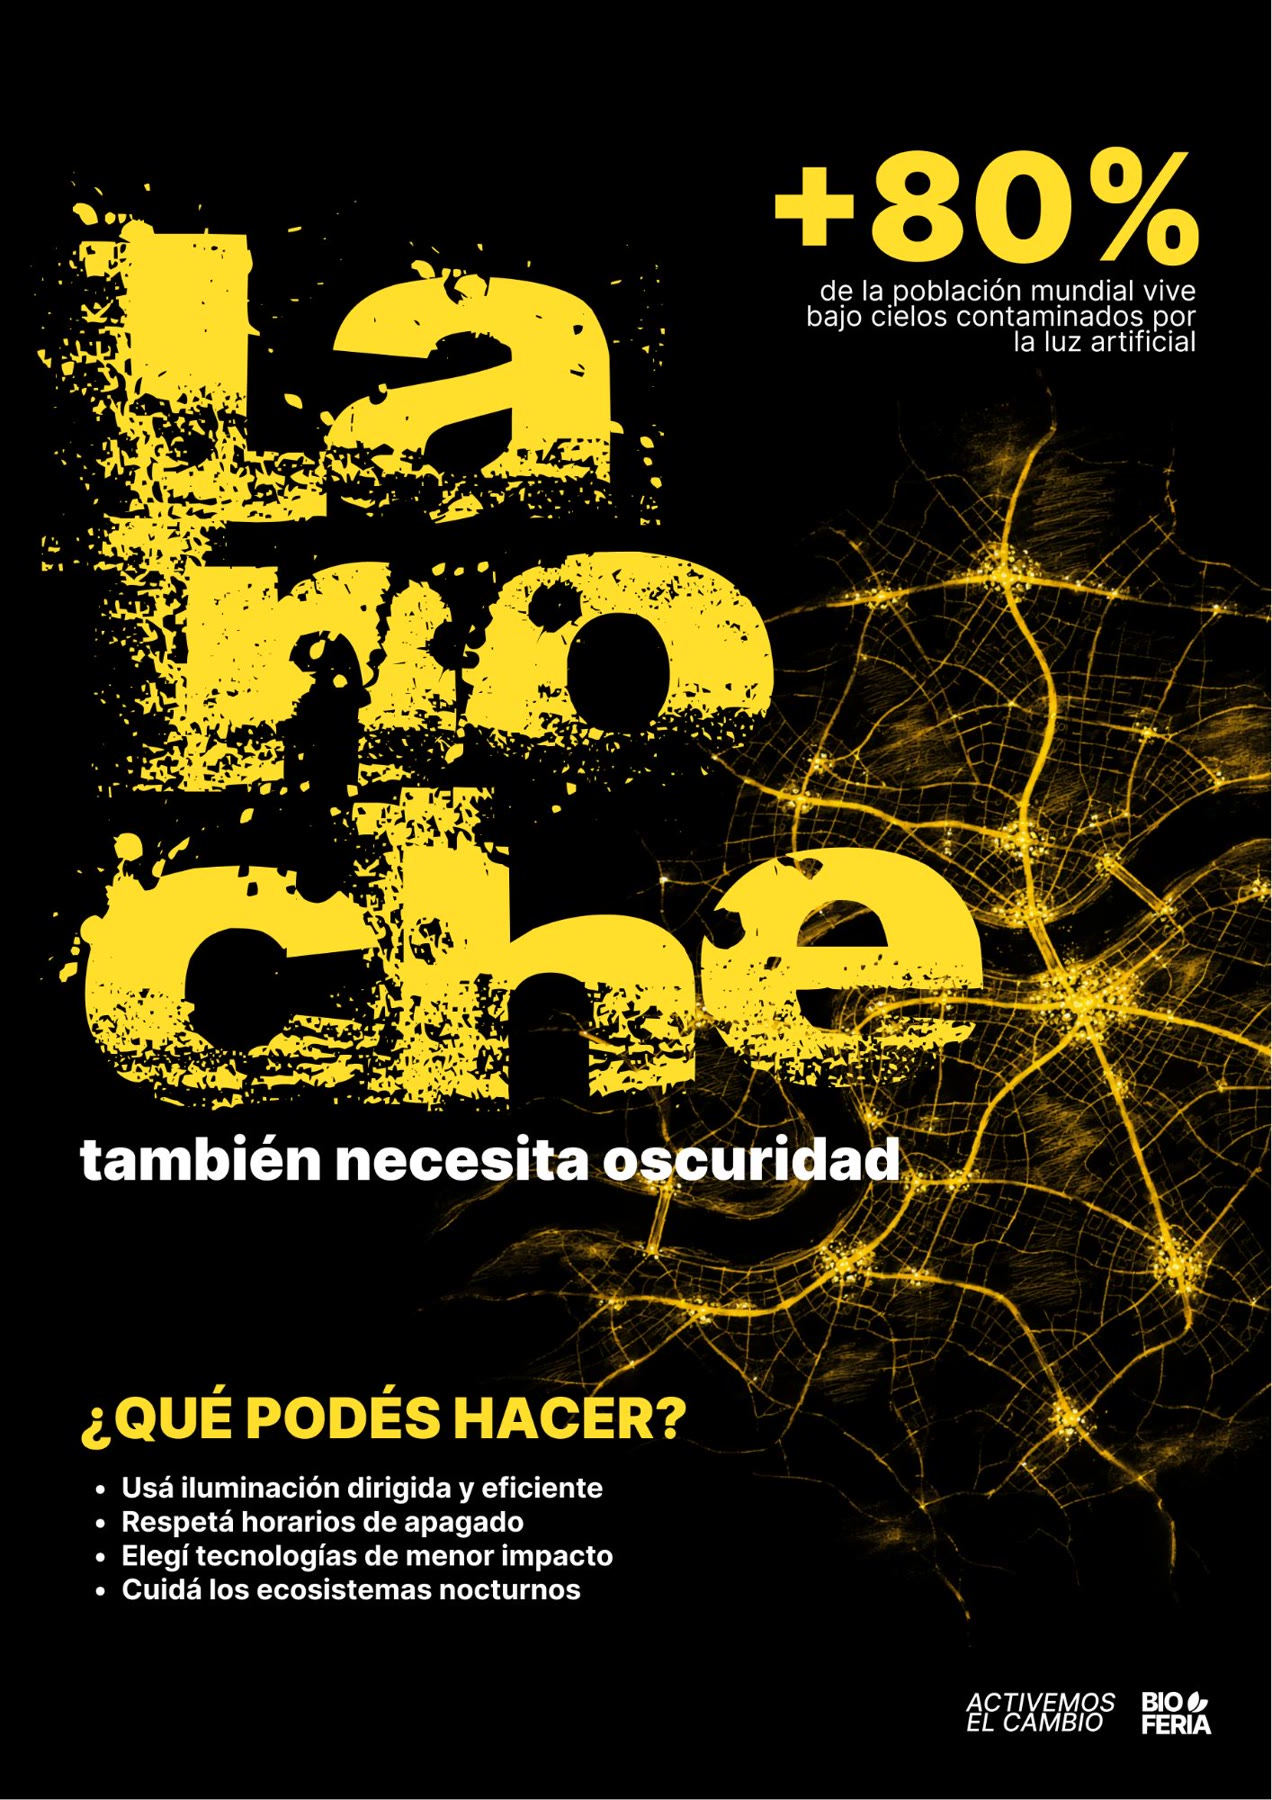 +80%
de la población mundial vive
bajo cielos contaminados por
la luz artificial
la
no
che
también necesita oscuridad
¿QUÉ PODÉS HACER?
• Usá iluminación dirigida y eficiente
• Respetá horarios de apagado
• Elegí tecnologías de menor impacto
• Cuidá los ecosistemas nocturnos
ACTIVEMOS
EL CAMBIO
BIO
FERIA